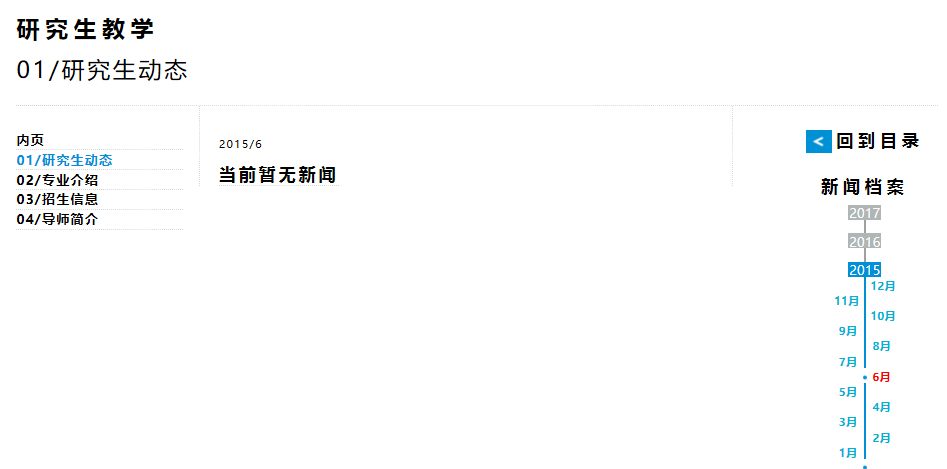 研究生教学
01/研究生动态
内页
01/研究生动态
02/专业介绍
03/招生信息
04/导师简介
2015/6
当前暂无新闻
< 回到目录
新闻档案
2017
2016
2015
12月
11月
10月
9月
8月
7月
6月
5月
4月
3月
2月
1月